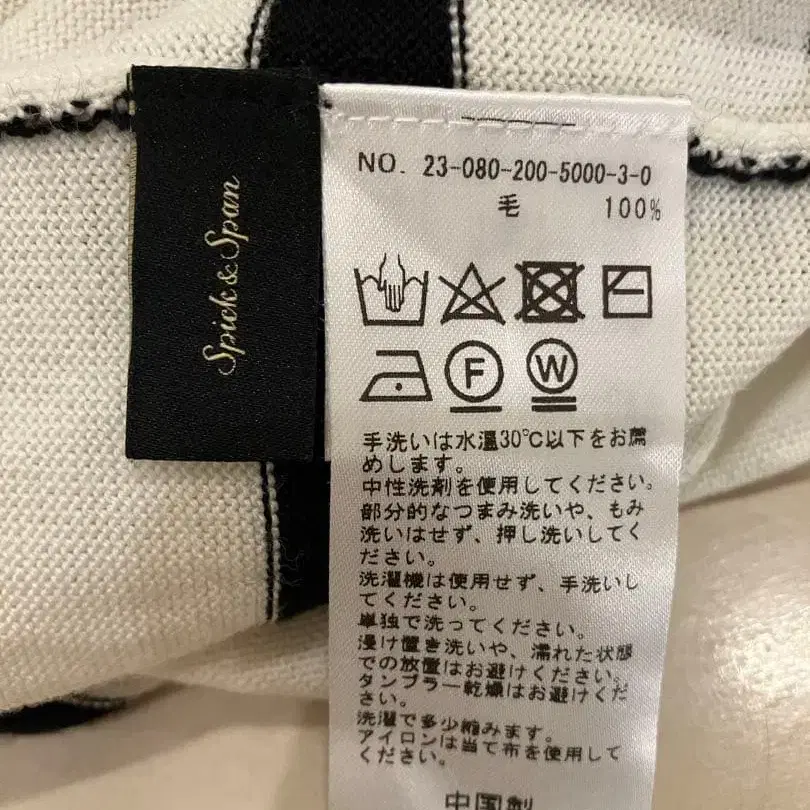 Spick & Span
NO. 23-080-200-5000-3-0
毛 100%
F
W
手洗いは水温30℃以下をお薦
めします。
中性洗剤を使用してください。
部分的なつまみ洗いや、もみ
洗いはせず、押し洗いしてく
ださい。
洗濯機は使用せず、手洗いし
てください。
単独で洗ってください。
浸け置き洗いや、濡れた状態
での放置はお避けください。
タンブラー乾燥はお避けくだ
さい。
洗濯で多少縮みます。
アイロンは当て布を使用して
ください。
中国製